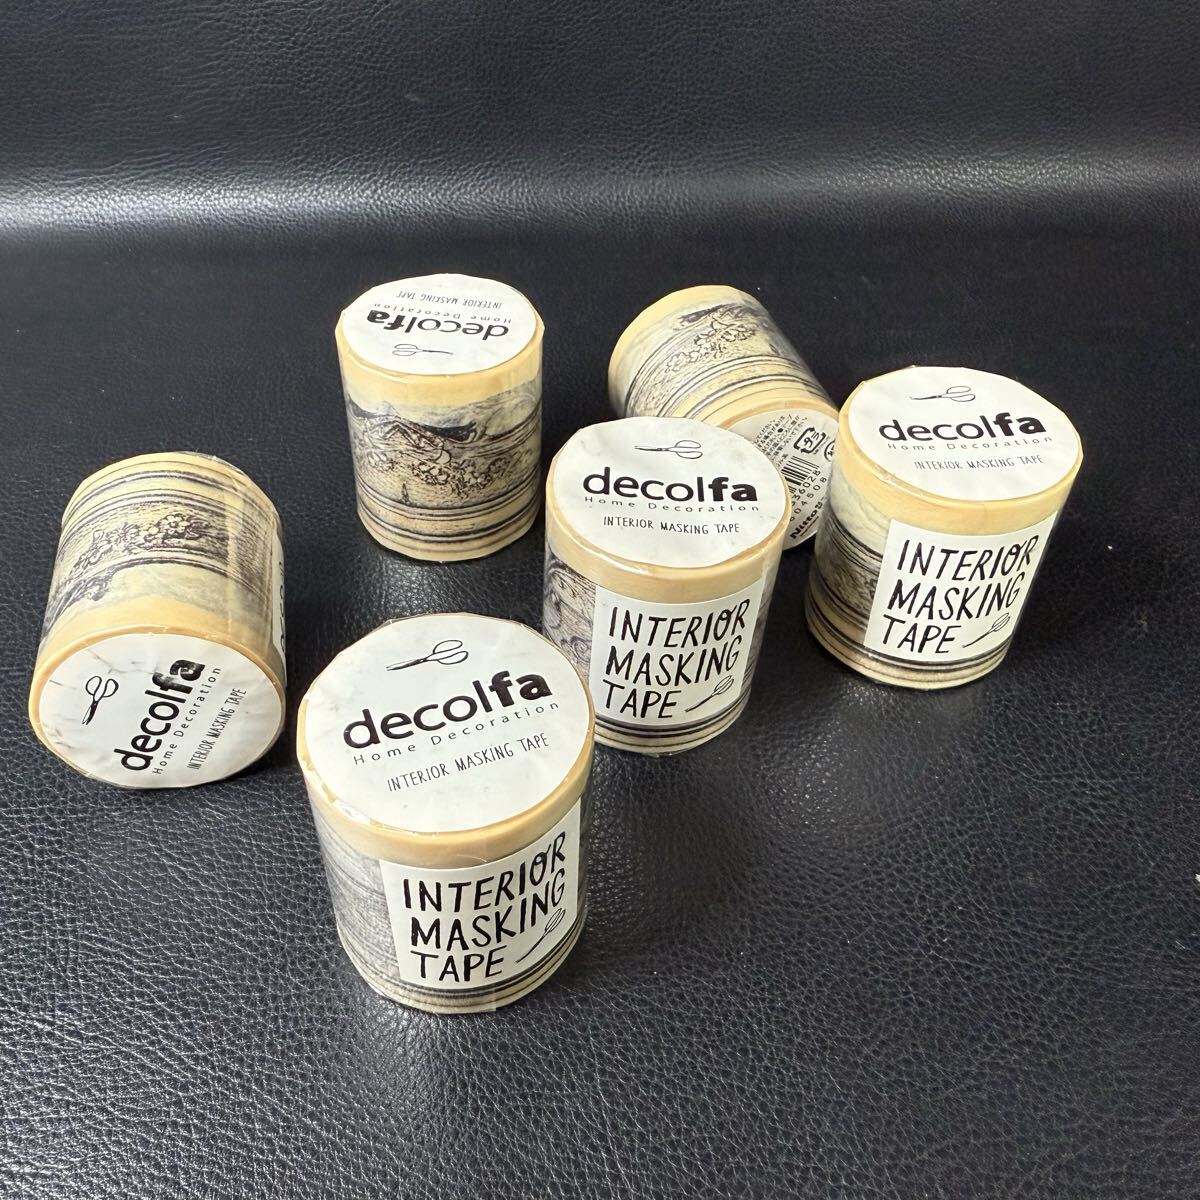 decolfa
Home Decoration
INTERIOR MASKING TAPE
decolfa
Home Decoration
INTERIOR MASKING TAPE
INTERIOR
MASKING
TAPE
decolfa
Home Decoration
INTERIOR MASKING TAPE
INTERIOR
MASKING
TAPE
decolfa
Home Decoration
INTERIOR MASKING TAPE
decolfa
Home Decoration
INTERIOR MASKING TAPE
INTERIOR
MASKING
TAPE
プラ